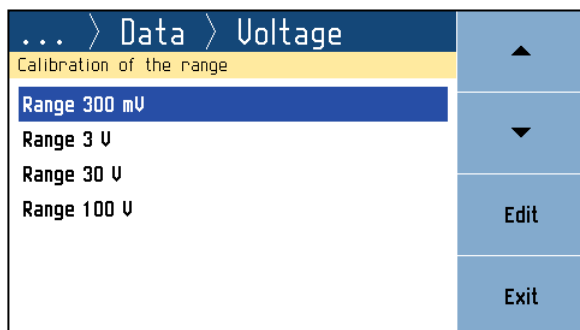 ... > Data > Voltage
Calibration of the range
Range 300 mV
Range 3 V
Range 30 V
Range 100 V
Edit
Exit